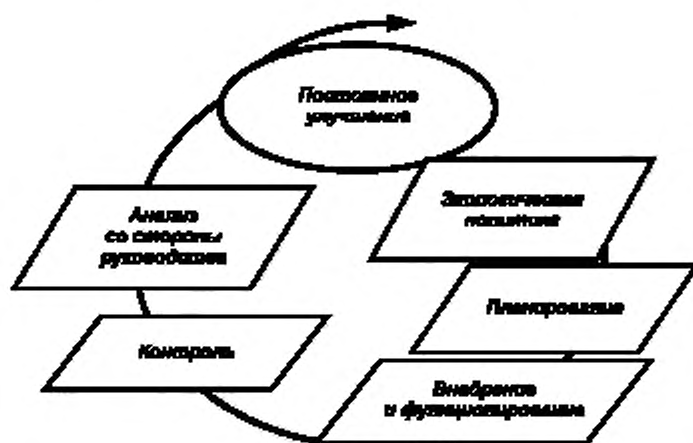 Постоянное
улучшение
Экологическая
политика
Анализ
со стороны
руководства
Планирование
Контроль
Внедрение
и функционирование